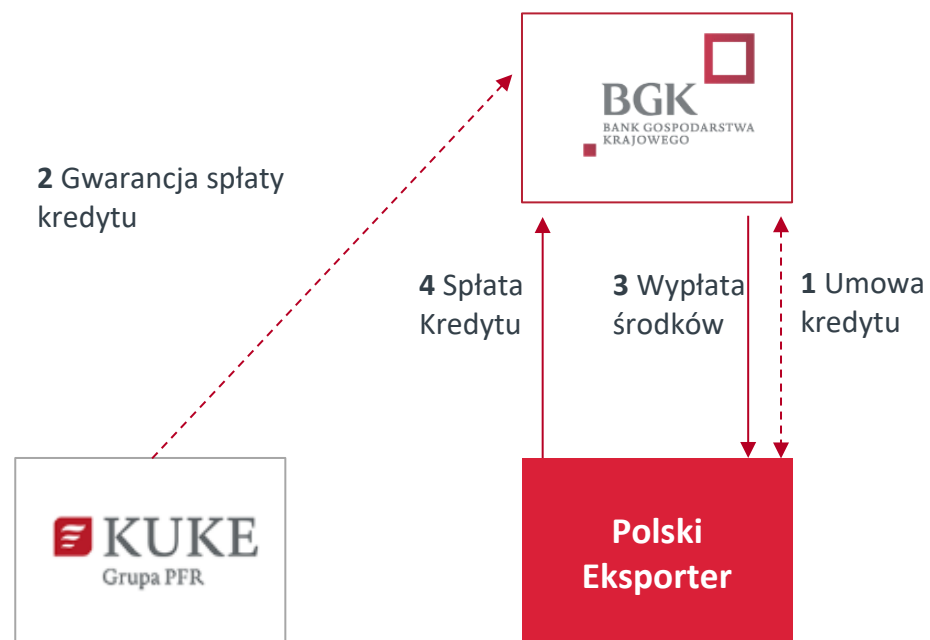 BGK
BANK GOSPODARSTWA
KRAJOWEGO
2 Gwarancja spłaty
kredytu
4 Spłata
Kredytu
3 Wypłata
środków
1 Umowa
kredytu
KUKE
Grupa PFR
Polski
Eksporter